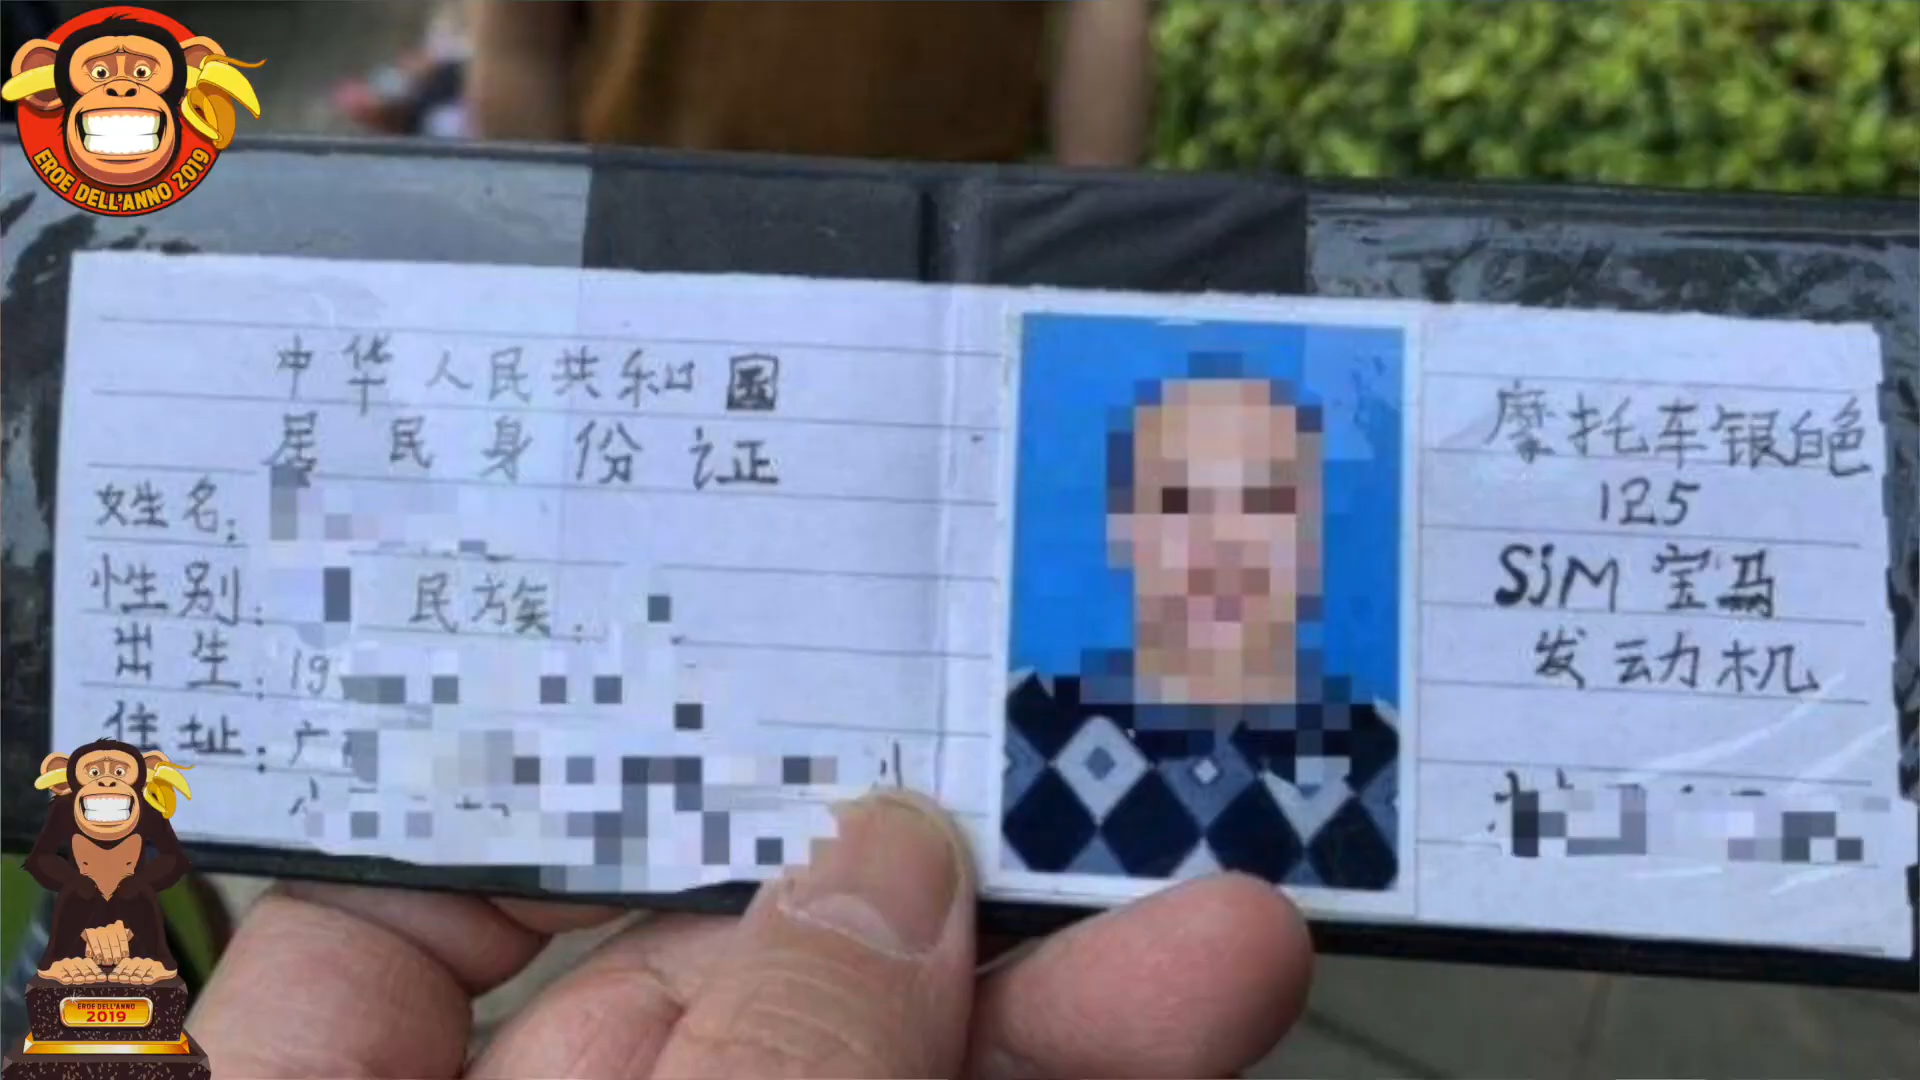 EROE DELL'ANNO 2019
中华人民共和国
居民身份证
姓名:
性别: 民族.
出生: 19
住址: 广
摩托车银白色
125
SjM 宝马
发动机
EROE DELL'ANNO
2019